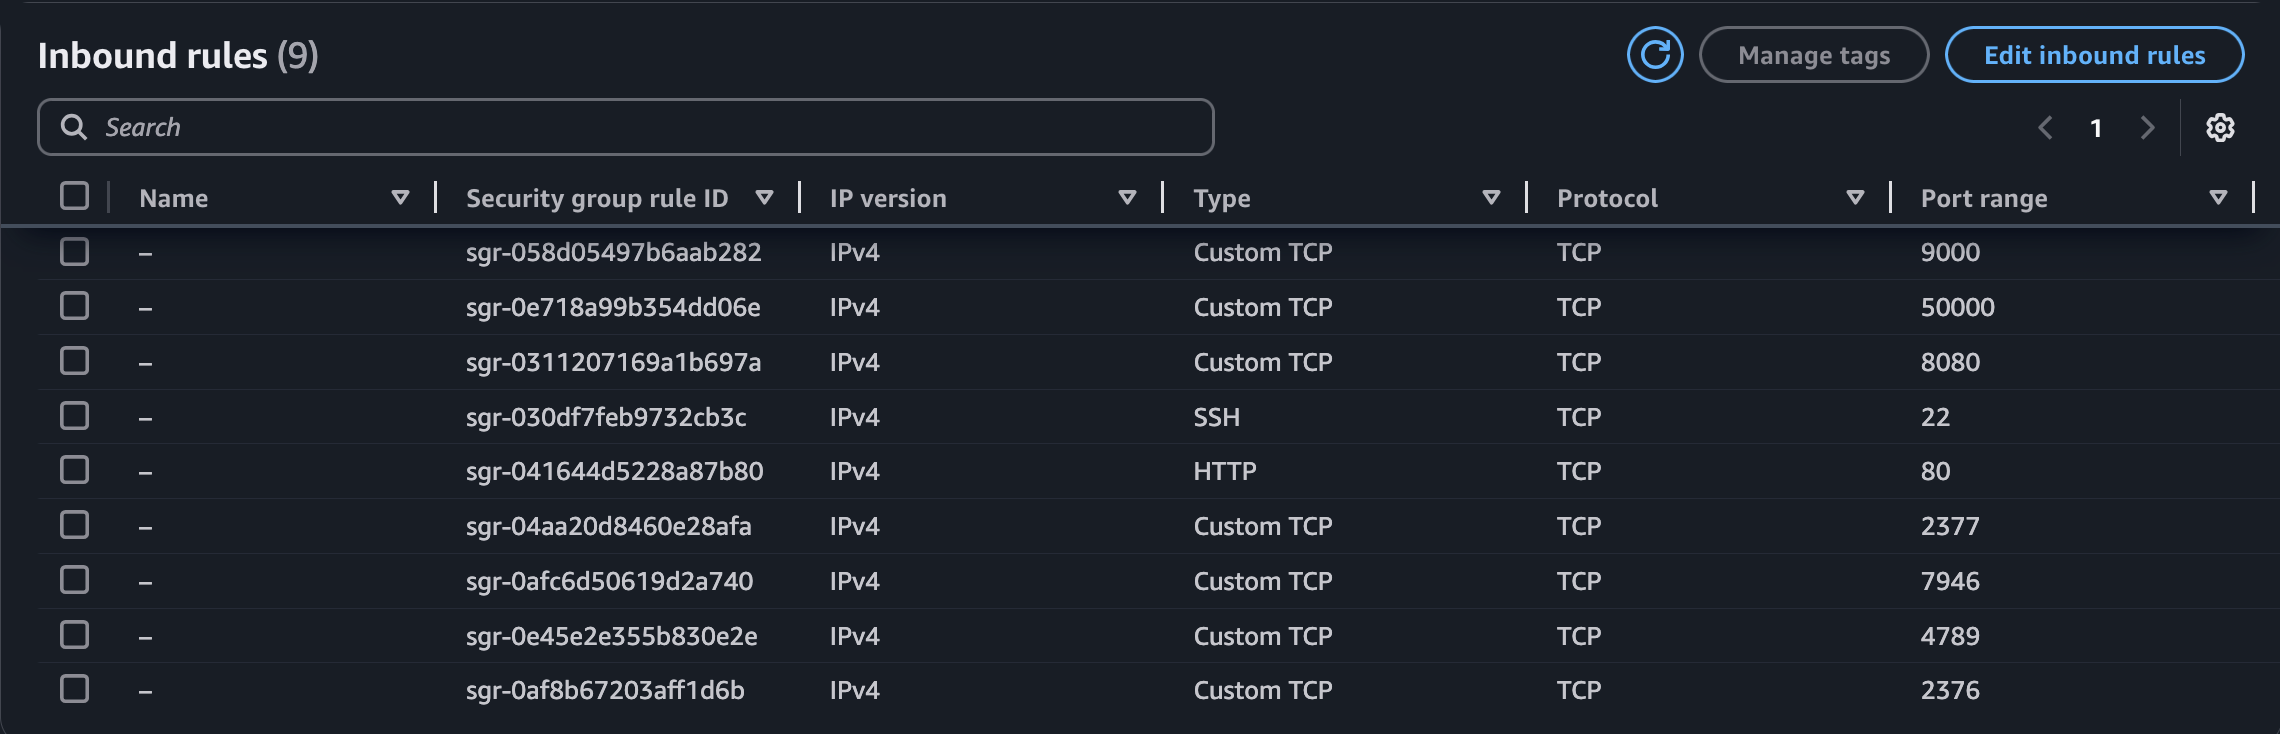 Inbound rules (9)
Manage tags
Edit inbound rules
Search
1
Name Security group rule ID IP version Type Protocol Port range
– sgr-058d05497b6aab282 IPv4 Custom TCP TCP 9000
– sgr-0e718a99b354dd06e IPv4 Custom TCP TCP 50000
– sgr-0311207169a1b697a IPv4 Custom TCP TCP 8080
– sgr-030df7feb9732cb3c IPv4 SSH TCP 22
– sgr-041644d5228a87b80 IPv4 HTTP TCP 80
– sgr-04aa20d8460e28afa IPv4 Custom TCP TCP 2377
– sgr-0afc6d50619d2a740 IPv4 Custom TCP TCP 7946
– sgr-0e45e2e355b830e2e IPv4 Custom TCP TCP 4789
– sgr-0af8b67203aff1d6b IPv4 Custom TCP TCP 2376